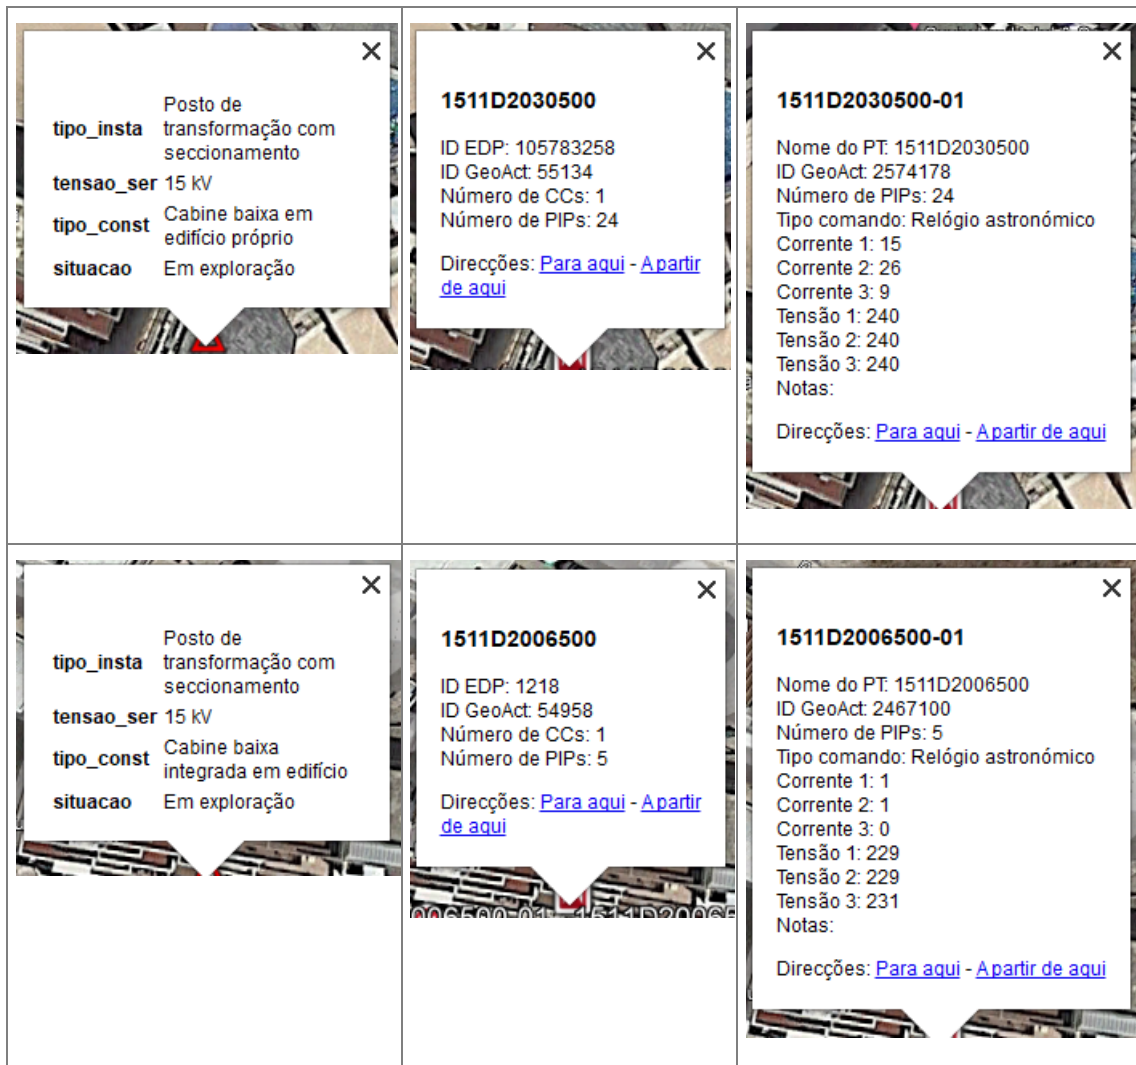 tipo_insta Posto de
transformação com
seccionamento
tensao_ser 15 kV
tipo_const Cabine baixa em
edifício próprio
situacao Em exploração
1511D2030500
ID EDP: 105783258
ID GeoAct: 55134
Número de CCs: 1
Número de PIPs: 24
Direcções: Para aqui - A partir
de aqui
1511D2030500-01
Nome do PT: 1511D2030500
ID GeoAct: 2574178
Número de PIPs: 24
Tipo comando: Relógio astronómico
Corrente 1: 15
Corrente 2: 26
Corrente 3: 9
Tensão 1: 240
Tensão 2: 240
Tensão 3: 240
Notas:
Direcções: Para aqui - A partir de aqui
tipo_insta Posto de
transformação com
seccionamento
tensao_ser 15 kV
tipo_const Cabine baixa
integrada em edifício
situacao Em exploração
1511D2006500
ID EDP: 1218
ID GeoAct: 54958
Número de CCs: 1
Número de PIPs: 5
Direcções: Para aqui - A partir
de aqui
1511D2006500-01
Nome do PT: 1511D2006500
ID GeoAct: 2467100
Número de PIPs: 5
Tipo comando: Relógio astronómico
Corrente 1: 1
Corrente 2: 1
Corrente 3: 0
Tensão 1: 229
Tensão 2: 229
Tensão 3: 231
Notas:
Direcções: Para aqui - A partir de aqui